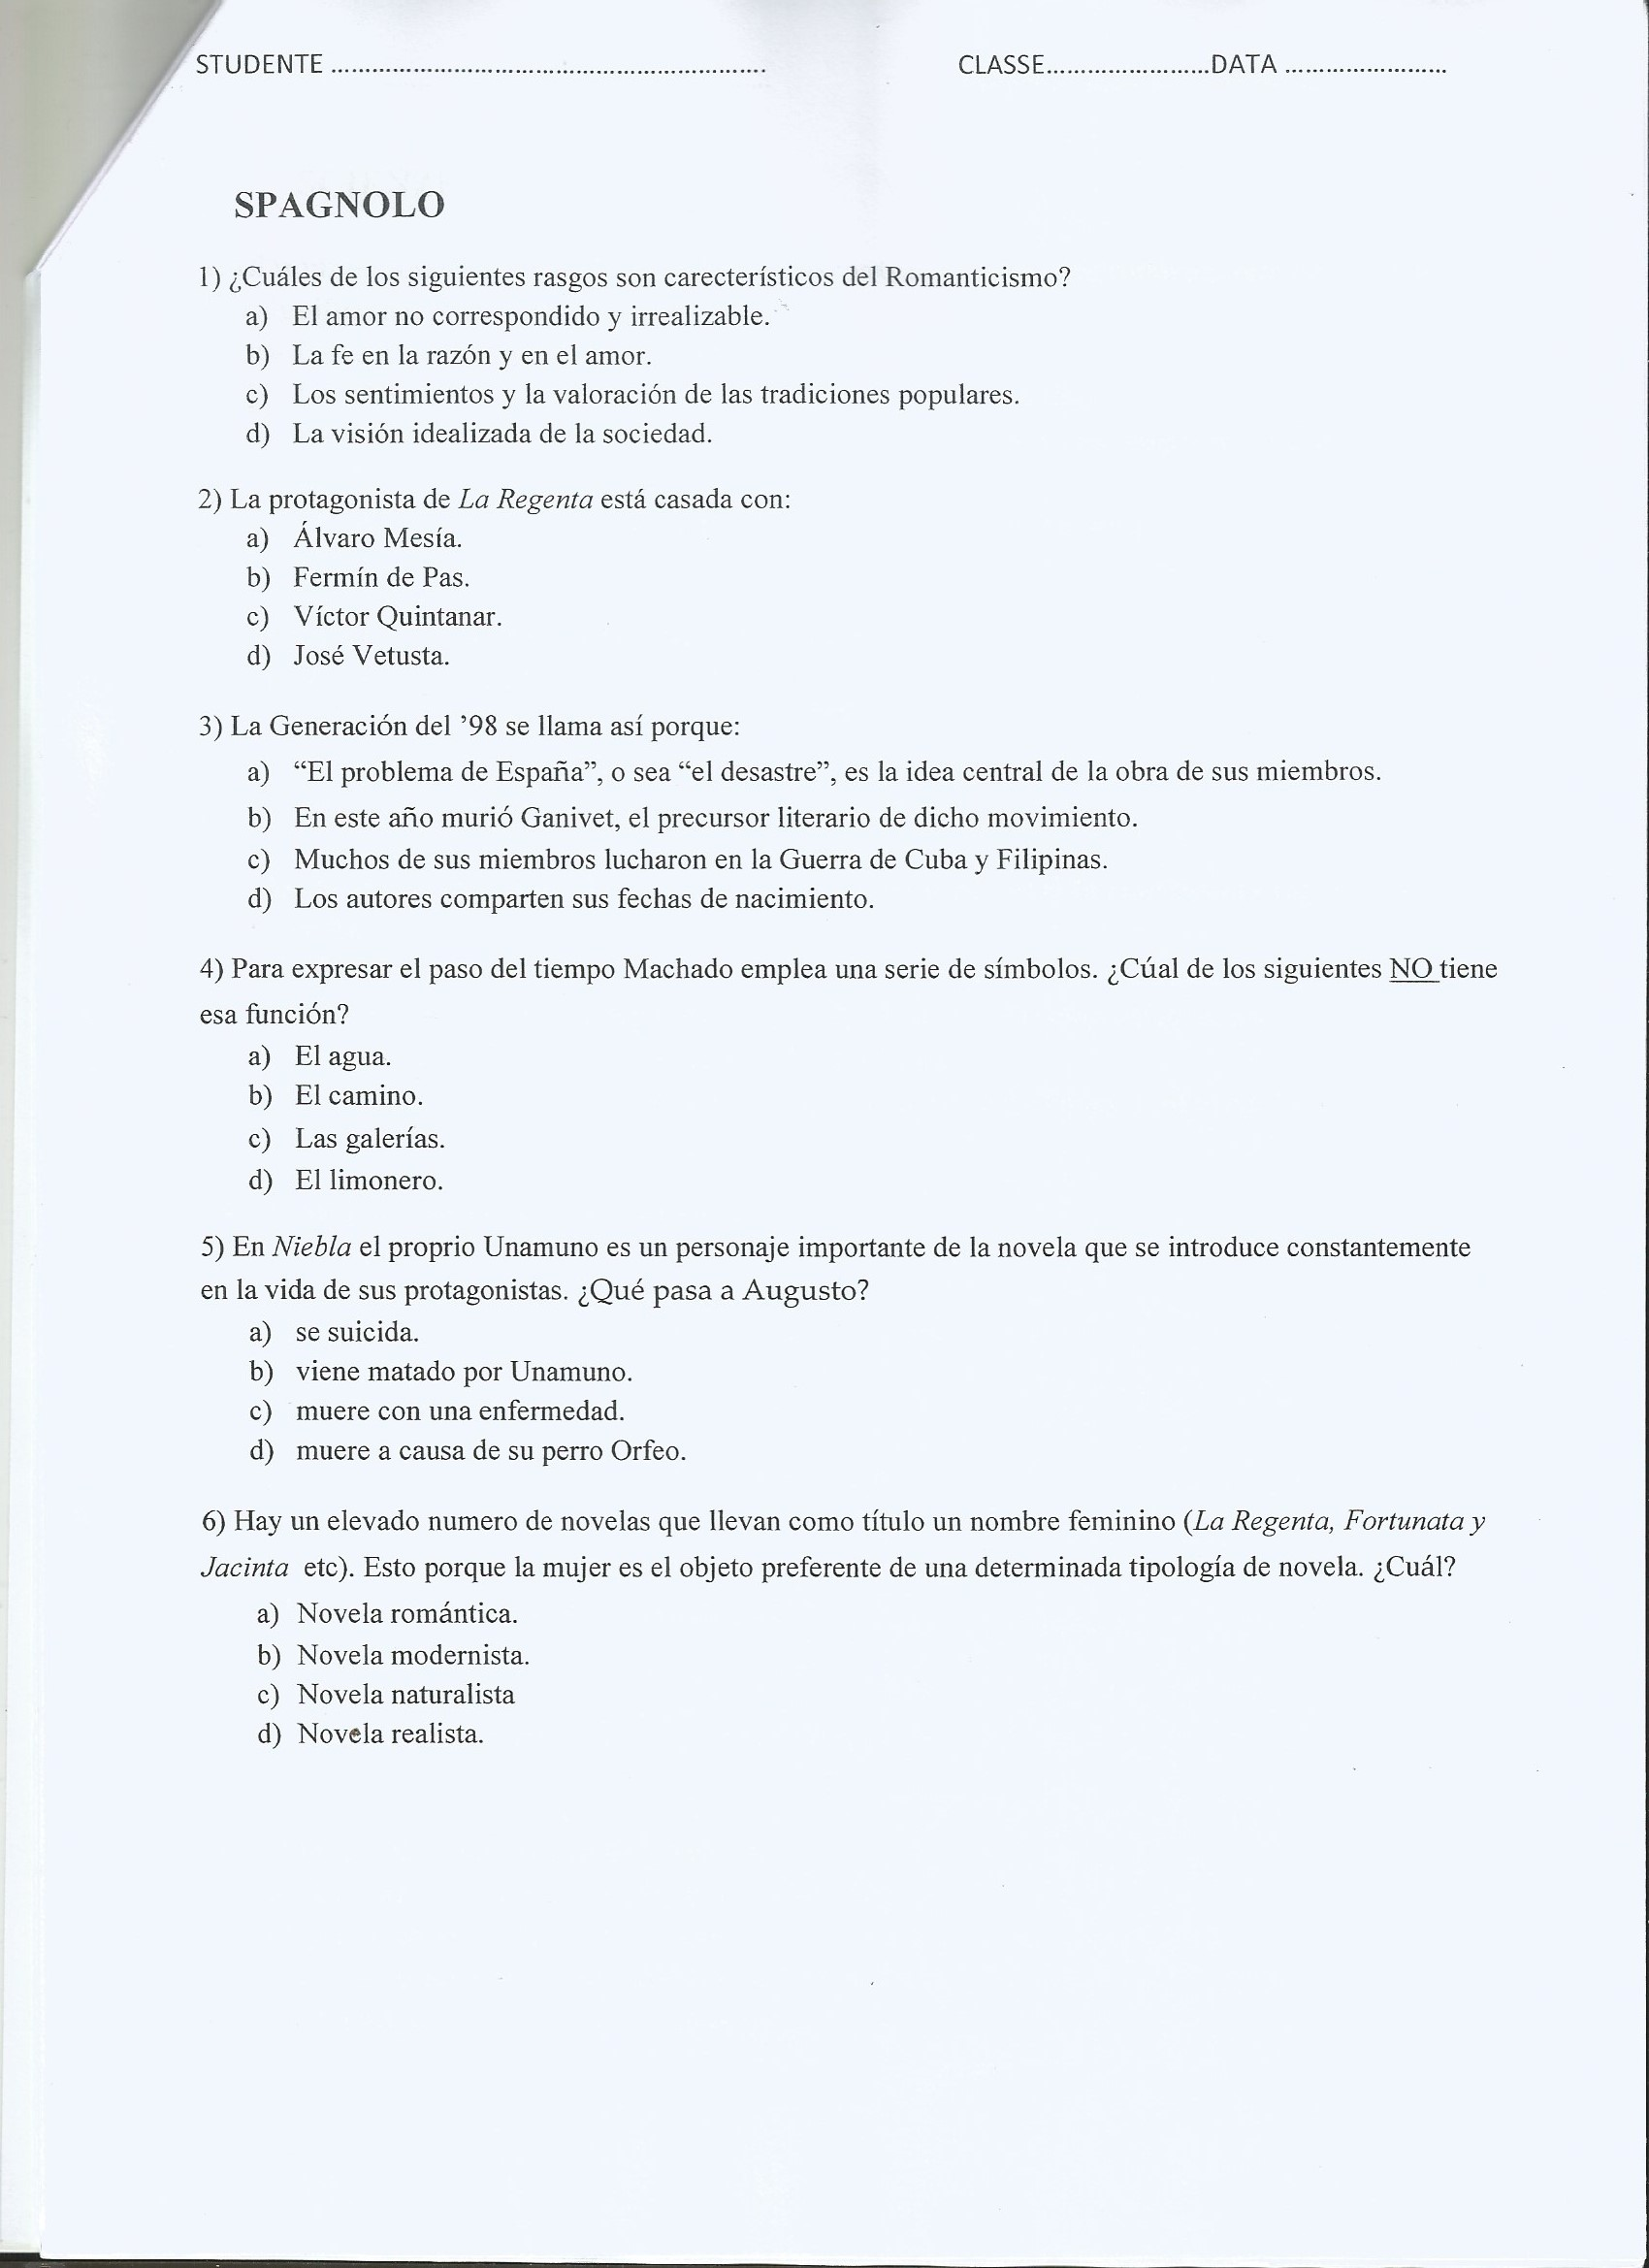 STUDENTE ................................................................ CLASSE........................DATA ........................
SPAGNOLO
1) ¿Cuáles de los siguientes rasgos son carecterísticos del Romanticismo?
a) El amor no correspondido y irrealizable.
b) La fe en la razón y en el amor.
c) Los sentimientos y la valoración de las tradiciones populares.
d) La visión idealizada de la sociedad.
2) La protagonista de La Regenta está casada con:
a) Álvaro Mesía.
b) Fermín de Pas.
c) Víctor Quintanar.
d) José Vetusta.
3) La Generación del ’98 se llama así porque:
a) “El problema de España”, o sea “el desastre”, es la idea central de la obra de sus miembros.
b) En este año murió Ganivet, el precursor literario de dicho movimiento.
c) Muchos de sus miembros lucharon en la Guerra de Cuba y Filipinas.
d) Los autores comparten sus fechas de nacimiento.
4) Para expresar el paso del tiempo Machado emplea una serie de símbolos. ¿Cúal de los siguientes NO tiene
esa función?
a) El agua.
b) El camino.
c) Las galerías.
d) El limonero.
5) En Niebla el proprio Unamuno es un personaje importante de la novela que se introduce constantemente
en la vida de sus protagonistas. ¿Qué pasa a Augusto?
a) se suicida.
b) viene matado por Unamuno.
c) muere con una enfermedad.
d) muere a causa de su perro Orfeo.
6) Hay un elevado numero de novelas que llevan como título un nombre feminino (La Regenta, Fortunata y
Jacinta etc). Esto porque la mujer es el objeto preferente de una determinada tipología de novela. ¿Cuál?
a) Novela romántica.
b) Novela modernista.
c) Novela naturalista
d) Novela realista.